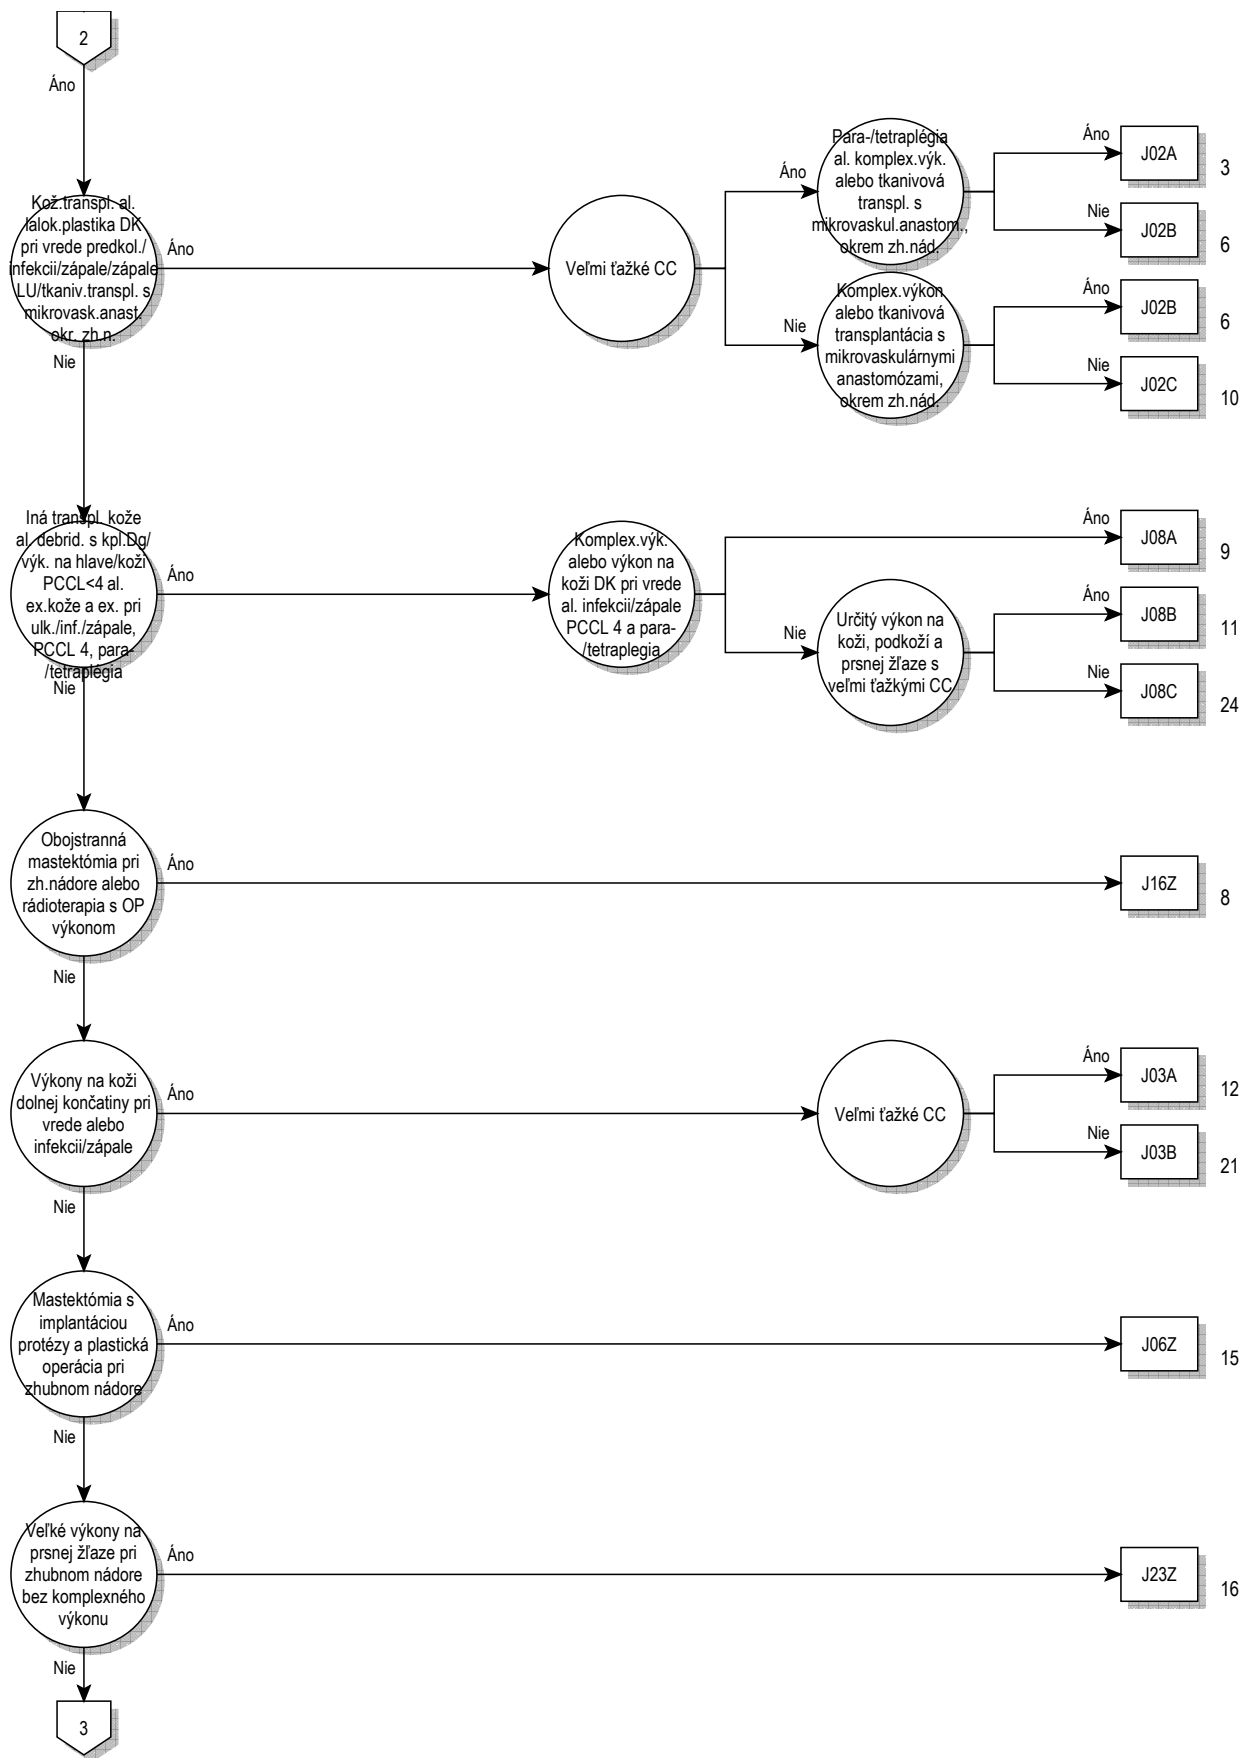 2
Áno
Kož.transpl. al.
lalok.plastika DK
pri vrede predkol./
infekcii/zápale/zápale
LU/tkaniv.transpl. s
mikrovask.anast.
okr. zh.n.
Áno
Nie
Veľmi ťažké CC
Áno
Para-/tetraplégia
al. komplex.výk.
alebo tkanivová
transpl. s
mikrovaskul.anastom.,
okrem zh.nád.
Áno
J02A
3
Nie
J02B
6
Nie
Komplex.výkon
alebo tkanivová
transplantácia s
mikrovaskulárnymi
anastomózami,
okrem zh.nád.
Áno
J02B
6
Nie
J02C
10
Iná transpl. kože
al. debrid. s kpl.Dg/
výk. na hlave/koži
PCCL<4 al.
ex.kože a ex. pri
ulk./inf./zápale,
PCCL 4, para-
/tetraplégia
Áno
Nie
Komplex.výk.
alebo výkon na
koži DK pri vrede
al. infekcii/zápale
PCCL 4 a para-
/tetraplegia
Áno
J08A
9
Nie
Určitý výkon na
koži, podkoží a
prsnej žľaze s
veľmi ťažkými CC
Áno
J08B
11
Nie
J08C
24
Obojstranná
mastektómia pri
zh.nádore alebo
rádioterapia s OP
výkonom
Áno
J16Z
8
Nie
Výkony na koži
dolnej končatiny pri
vrede alebo
infekcii/zápale
Áno
Veľmi ťažké CC
Áno
J03A
12
Nie
J03B
21
Nie
Mastektómia s
implantáciou
protézy a plastická
operácia pri
zhubnom nádore
Áno
J06Z
15
Nie
Veľké výkony na
prsnej žľaze pri
zhubnom nádore
bez komplexného
výkonu
Áno
J23Z
16
Nie
3